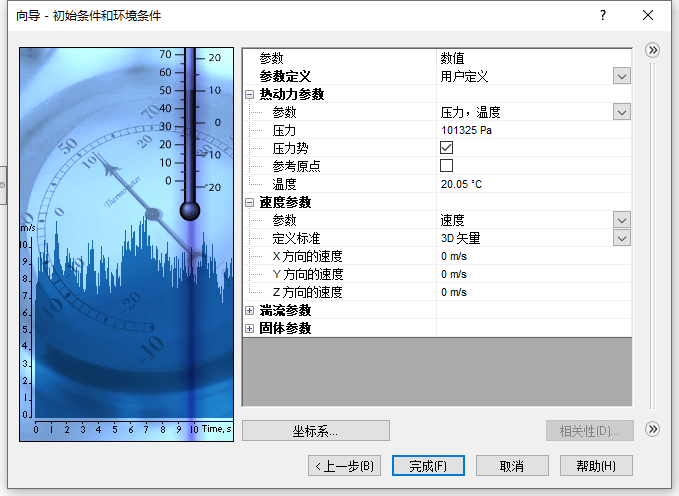 向导 - 初始条件和环境条件
? ×
参数 数值
参数定义 用户定义
热动力参数
参数 压力，温度
压力 101325 Pa
压力势
参考原点
温度 20.05 °C
速度参数
参数 速度
定义标准 3D 矢量
X 方向的速度 0 m/s
Y 方向的速度 0 m/s
Z 方向的速度 0 m/s
湍流参数
固体参数
70
60
50
40
30
20
10
0
20
10
0
-10
-20
Thermometer
50
70
10
20
0
-20
-10
m/s
10
9
8
7
6
5
4
3
2
1
0
0 1 2 3 4 5 6 7 8 9 10 Time, s
坐标系... 相关性(D)...
< 上一步(B) 完成(F) 取消 帮助(H)